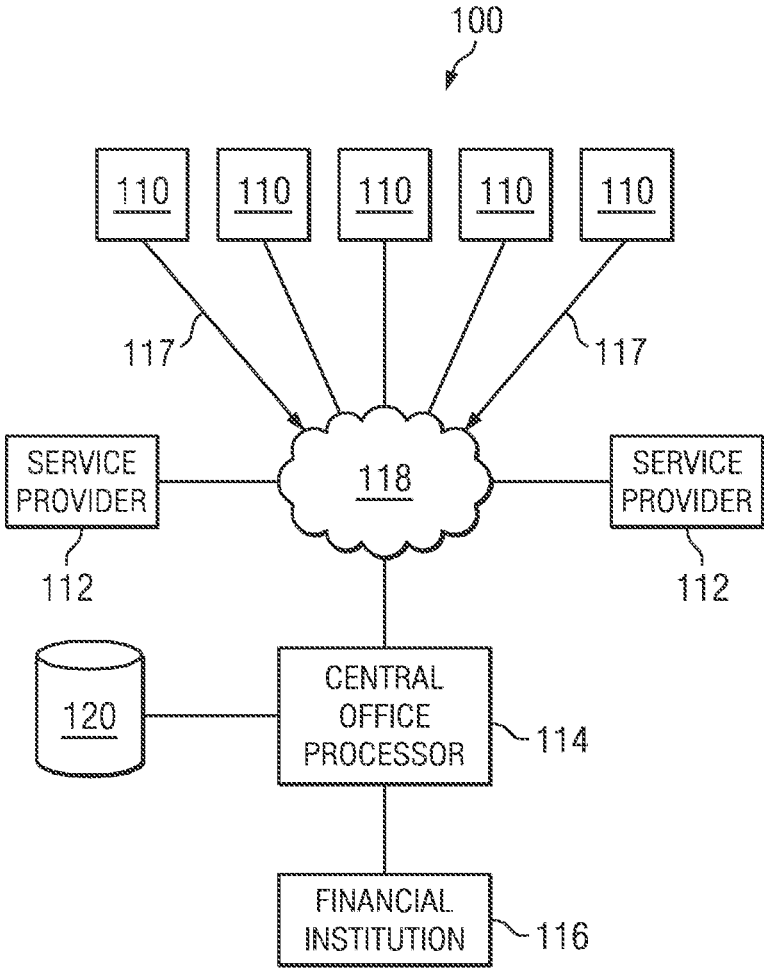 100
110 110 110 110 110
117 117
SERVICE
PROVIDER
118
SERVICE
PROVIDER
112 112
120
CENTRAL
OFFICE
PROCESSOR
114
FINANCIAL
INSTITUTION
116